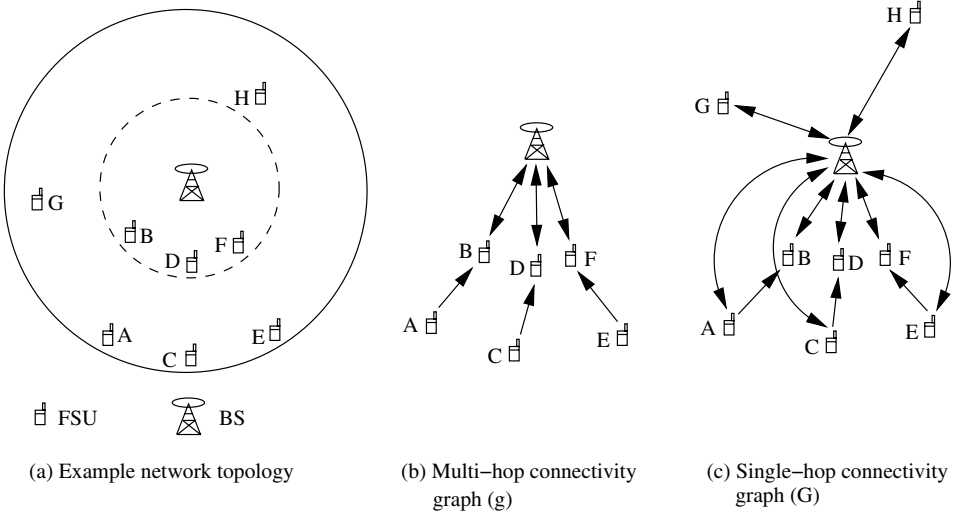 H
G
B
F
D
A
E
C
FSU
BS
(a) Example network topology
B
D
F
A
C
E
(b) Multi−hop connectivity
graph (g)
H
G
B
D
F
A
C
E
(c) Single−hop connectivity
graph (G)